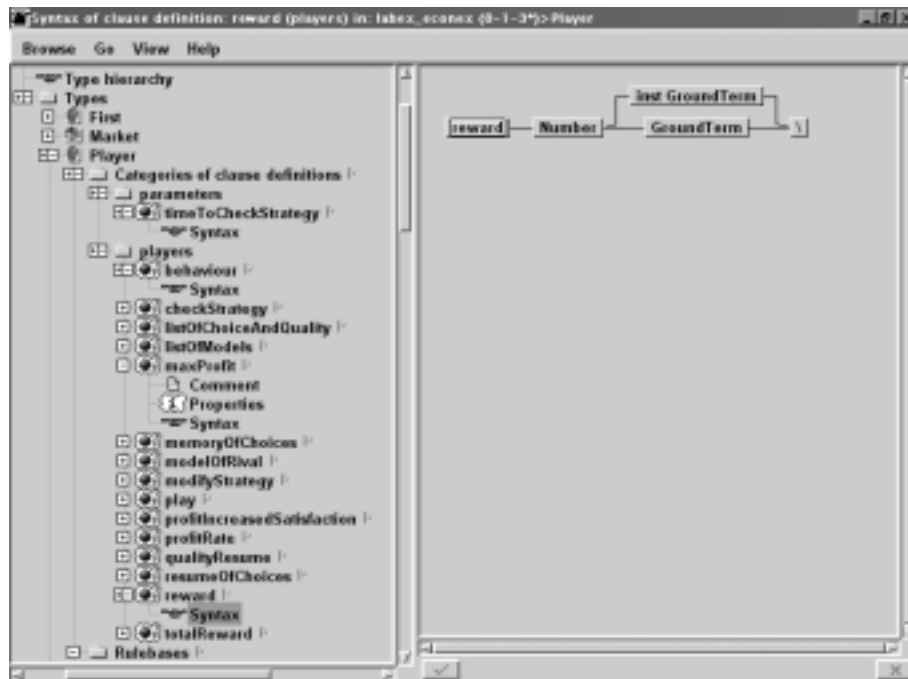 Syntax of clause definition: reward (players) in: labex_econex (0-1-3*)>Player
Browse Go View Help
Type hierarchy
Types
First
Market
Player
Categories of clause definitions
parameters
timeToCheckStrategy
Syntax
players
behaviour
Syntax
checkStrategy
listOfChoiceAndQuality
listOfModels
maxProfit
Comment
Properties
Syntax
memoryOfChoices
modelOfRival
modifyStrategy
play
profitIncreasedSatisfaction
profitRate
qualityResume
resumeOfChoices
reward
Syntax
totalReward
Rulebases
inst GroundTerm
reward Number GroundTerm \